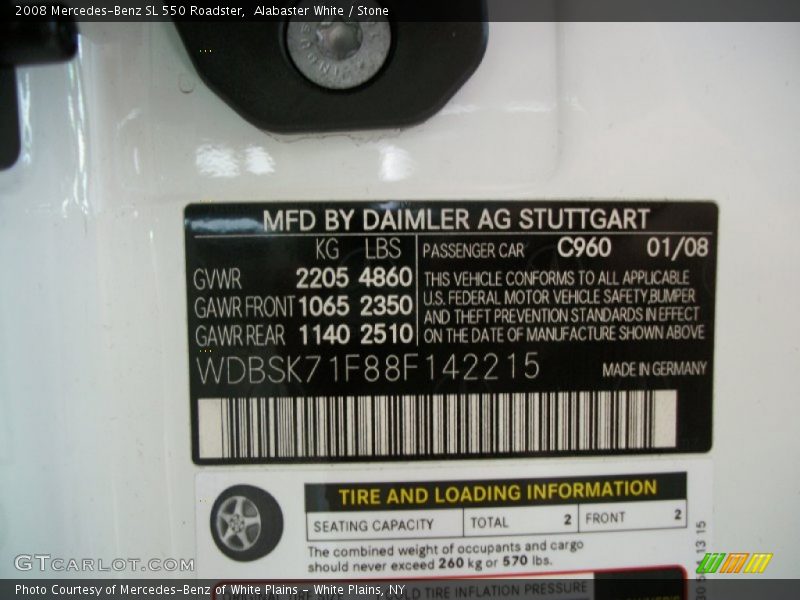 2008 Mercedes-Benz SL 550 Roadster,  Alabaster White / Stone
MFD BY DAIMLER AG STUTTGART
KG LBS PASSENGER CAR C960 01/08
GVWR 2205 4860
GAWR FRONT 1065 2350
GAWR REAR 1140 2510
THIS VEHICLE CONFORMS TO ALL APPLICABLE
U.S. FEDERAL MOTOR VEHICLE SAFETY,BUMPER
AND THEFT PREVENTION STANDARDS IN EFFECT
ON THE DATE OF MANUFACTURE SHOWN ABOVE
WDBSK71F88F142215 MADE IN GERMANY
TIRE AND LOADING INFORMATION
SEATING CAPACITY TOTAL 2 FRONT 2
The combined weight of occupants and cargo
should never exceed 260 kg or 570 lbs.
TIRE INFLATION PRESSURE
13 15
GTCARLOT.COM
Photo Courtesy of Mercedes-Benz of White Plains - White Plains, NY